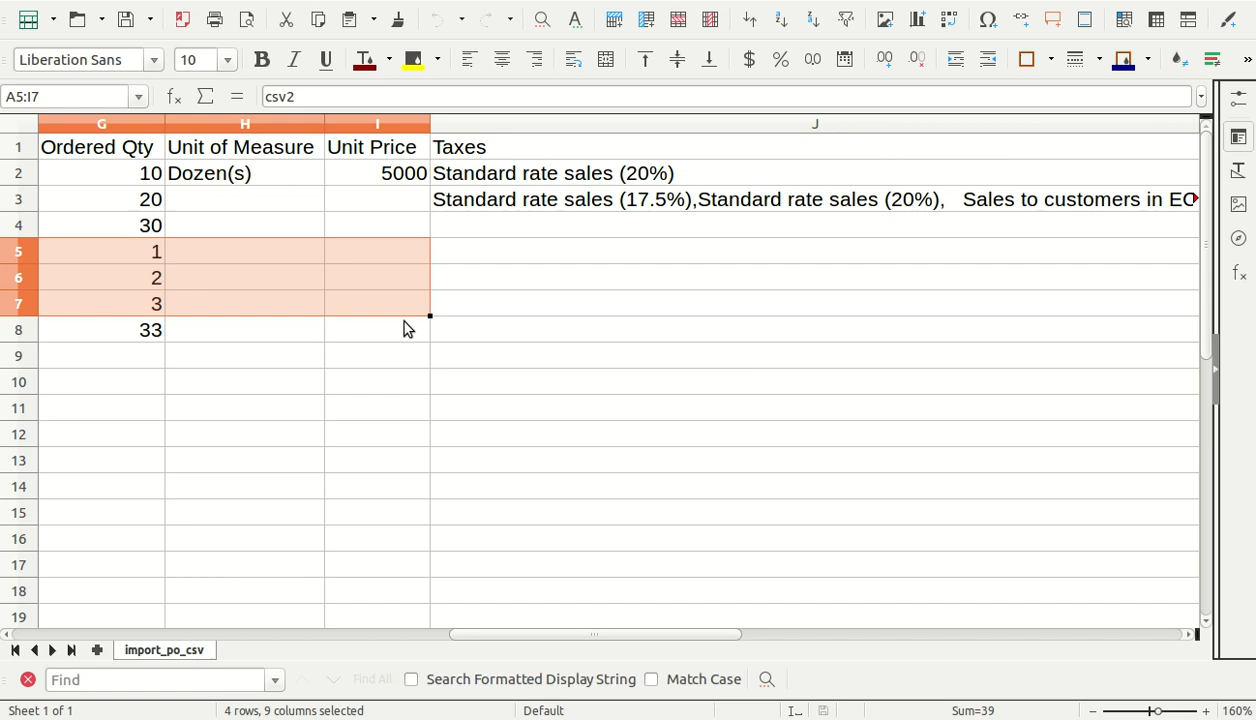 Liberation Sans 10
A5:I7 csv2
G H I J
1 Ordered Qty Unit of Measure Unit Price Taxes
2 10 Dozen(s) 5000 Standard rate sales (20%)
3 20 Standard rate sales (17.5%),Standard rate sales (20%), Sales to customers in EC
4 30
5 1
6 2
7 3
8 33
9
10
11
12
13
14
15
16
17
18
19
import_po_csv
Find Find All Search Formatted Display String Match Case
Sheet 1 of 1 4 rows, 9 columns selected Default Sum=39 160%